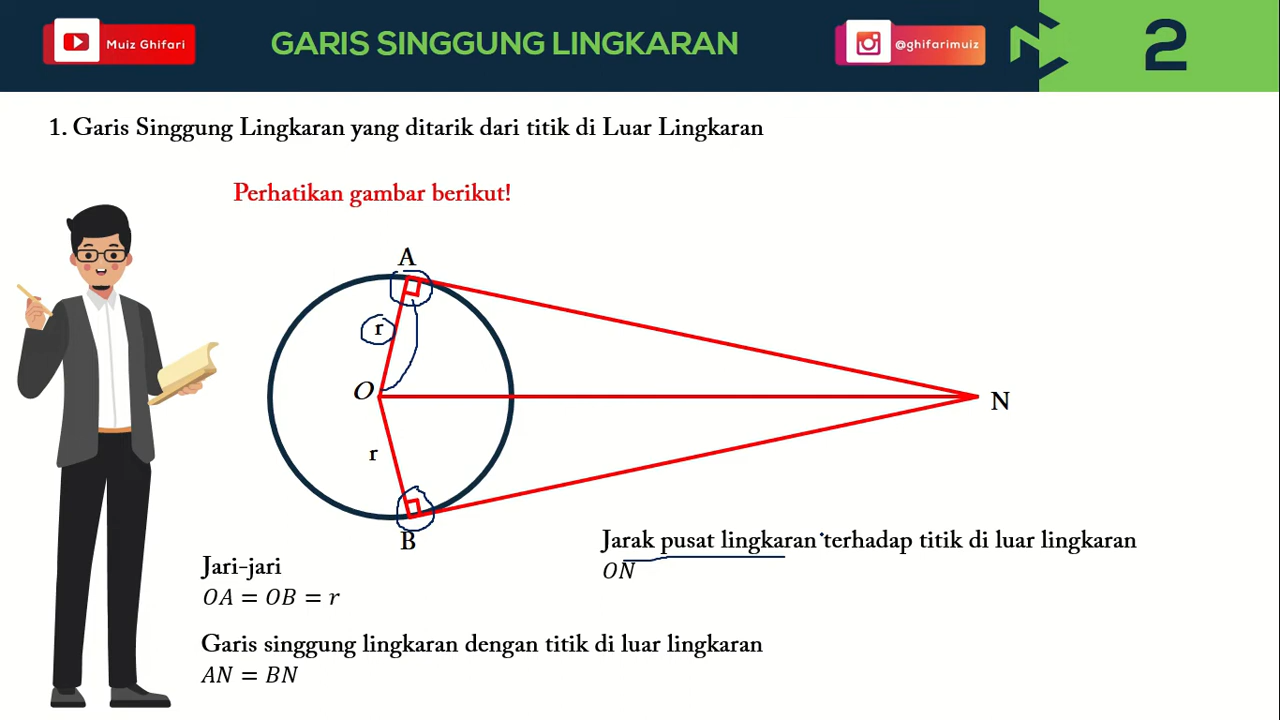 Muiz Ghifari
GARIS SINGGUNG LINGKARAN
@ghifarimuiz
2
1. Garis Singgung Lingkaran yang ditarik dari titik di Luar Lingkaran
Perhatikan gambar berikut!
A
r
O
N
r
B
Jarak pusat lingkaran terhadap titik di luar lingkaran
ON
Jari-jari
OA = OB = r
Garis singgung lingkaran dengan titik di luar lingkaran
AN = BN